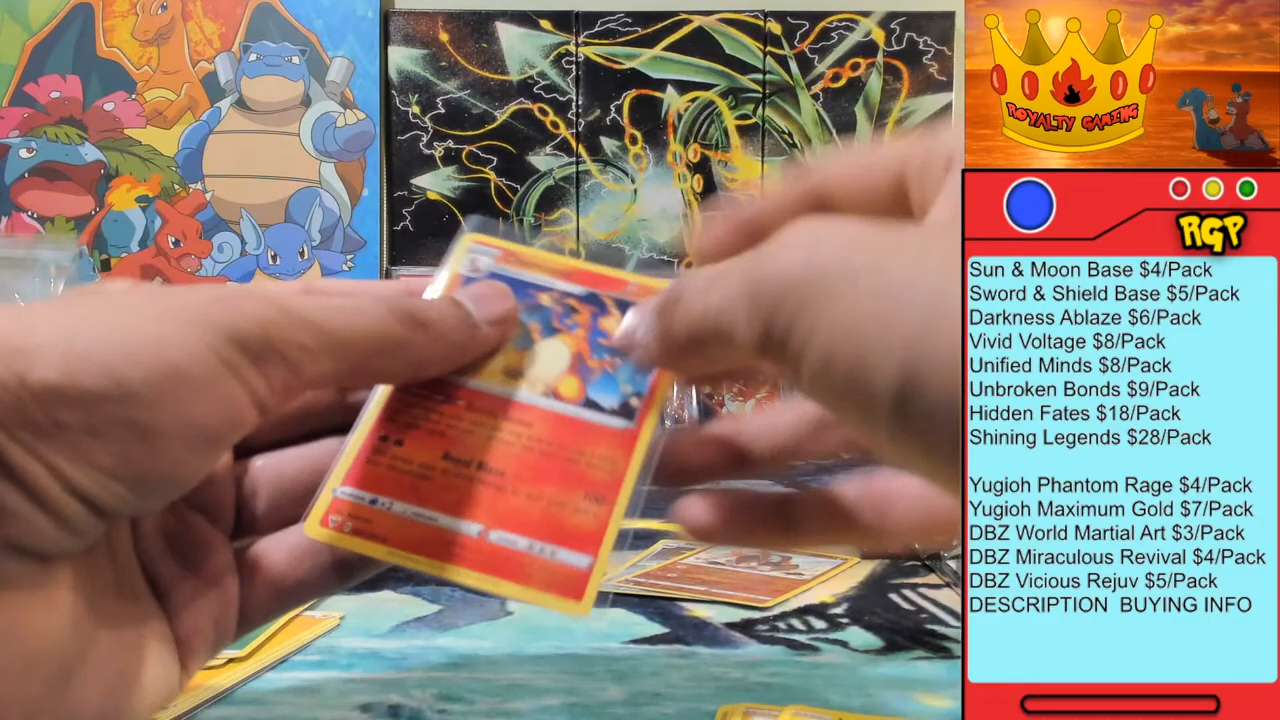 ROYALTY GAMING
RGP
Sun & Moon Base $4/Pack
Sword & Shield Base $5/Pack
Darkness Ablaze $6/Pack
Vivid Voltage $8/Pack
Unified Minds $8/Pack
Unbroken Bonds $9/Pack
Hidden Fates $18/Pack
Shining Legends $28/Pack
Yugioh Phantom Rage $4/Pack
Yugioh Maximum Gold $7/Pack
DBZ World Martial Art $3/Pack
DBZ Miraculous Revival $4/Pack
DBZ Vicious Rejuv $5/Pack
DESCRIPTION BUYING INFO
Royal Blaze